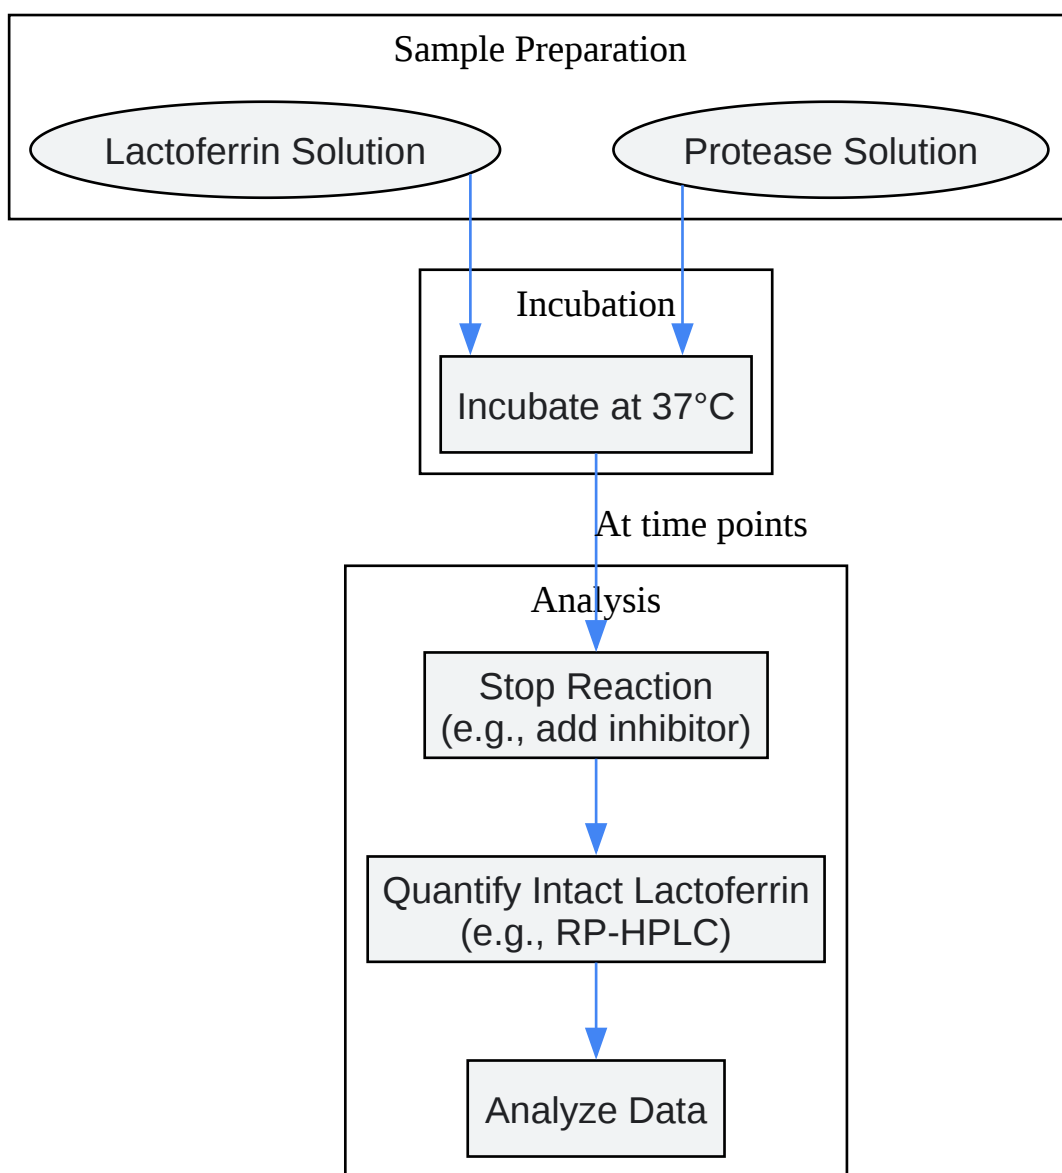 Sample Preparation
Lactoferrin Solution
Protease Solution
Incubation
Incubate at 37°C
At time points
Analysis
Stop Reaction
(e.g., add inhibitor)
Quantify Intact Lactoferrin
(e.g., RP-HPLC)
Analyze Data